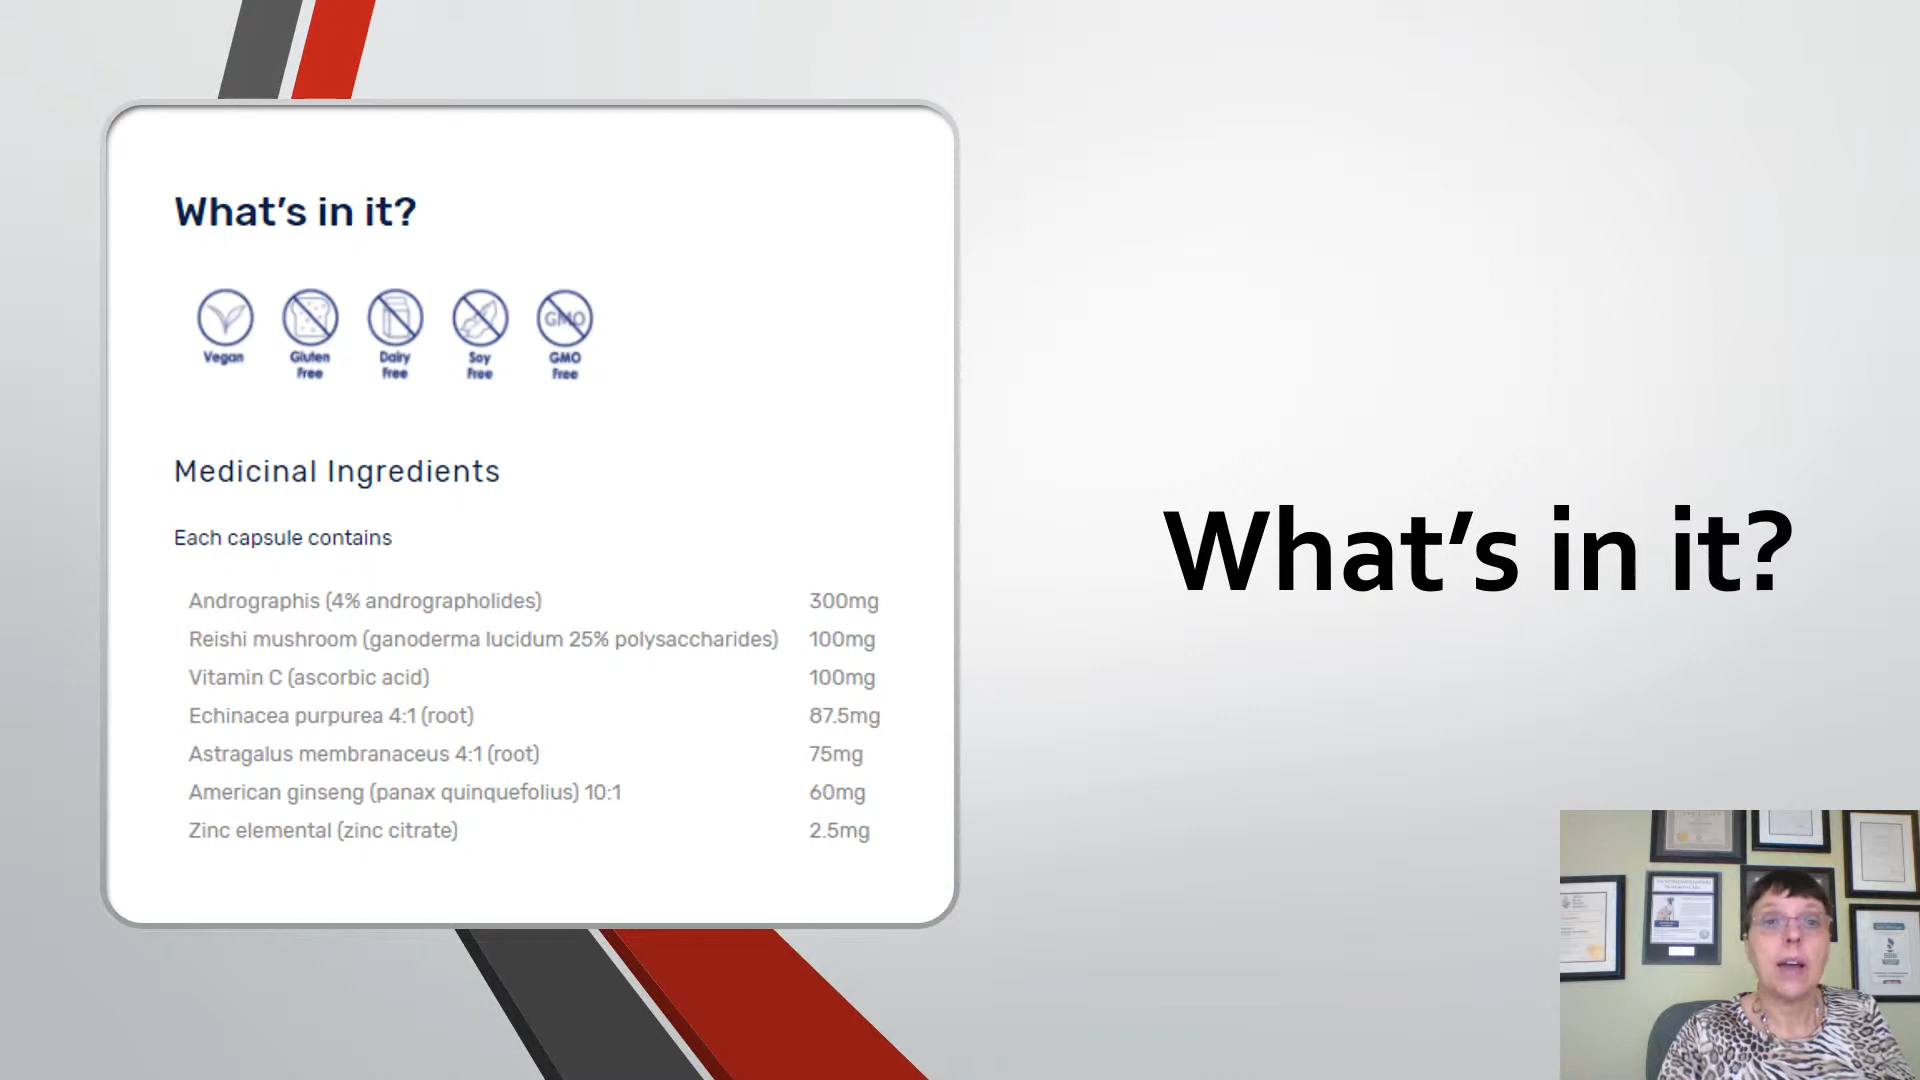 What's in it?
GMO
Vegan
Gluten Free
Dairy Free
Soy Free
GMO Free
Medicinal Ingredients
Each capsule contains
Andrographis (4% andrographolides) 300mg
Reishi mushroom (ganoderma lucidum 25% polysaccharides) 100mg
Vitamin C (ascorbic acid) 100mg
Echinacea purpurea 4:1 (root) 87.5mg
Astragalus membranaceus 4:1 (root) 75mg
American ginseng (panax quinquefolius) 10:1 60mg
Zinc elemental (zinc citrate) 2.5mg
What's in it?